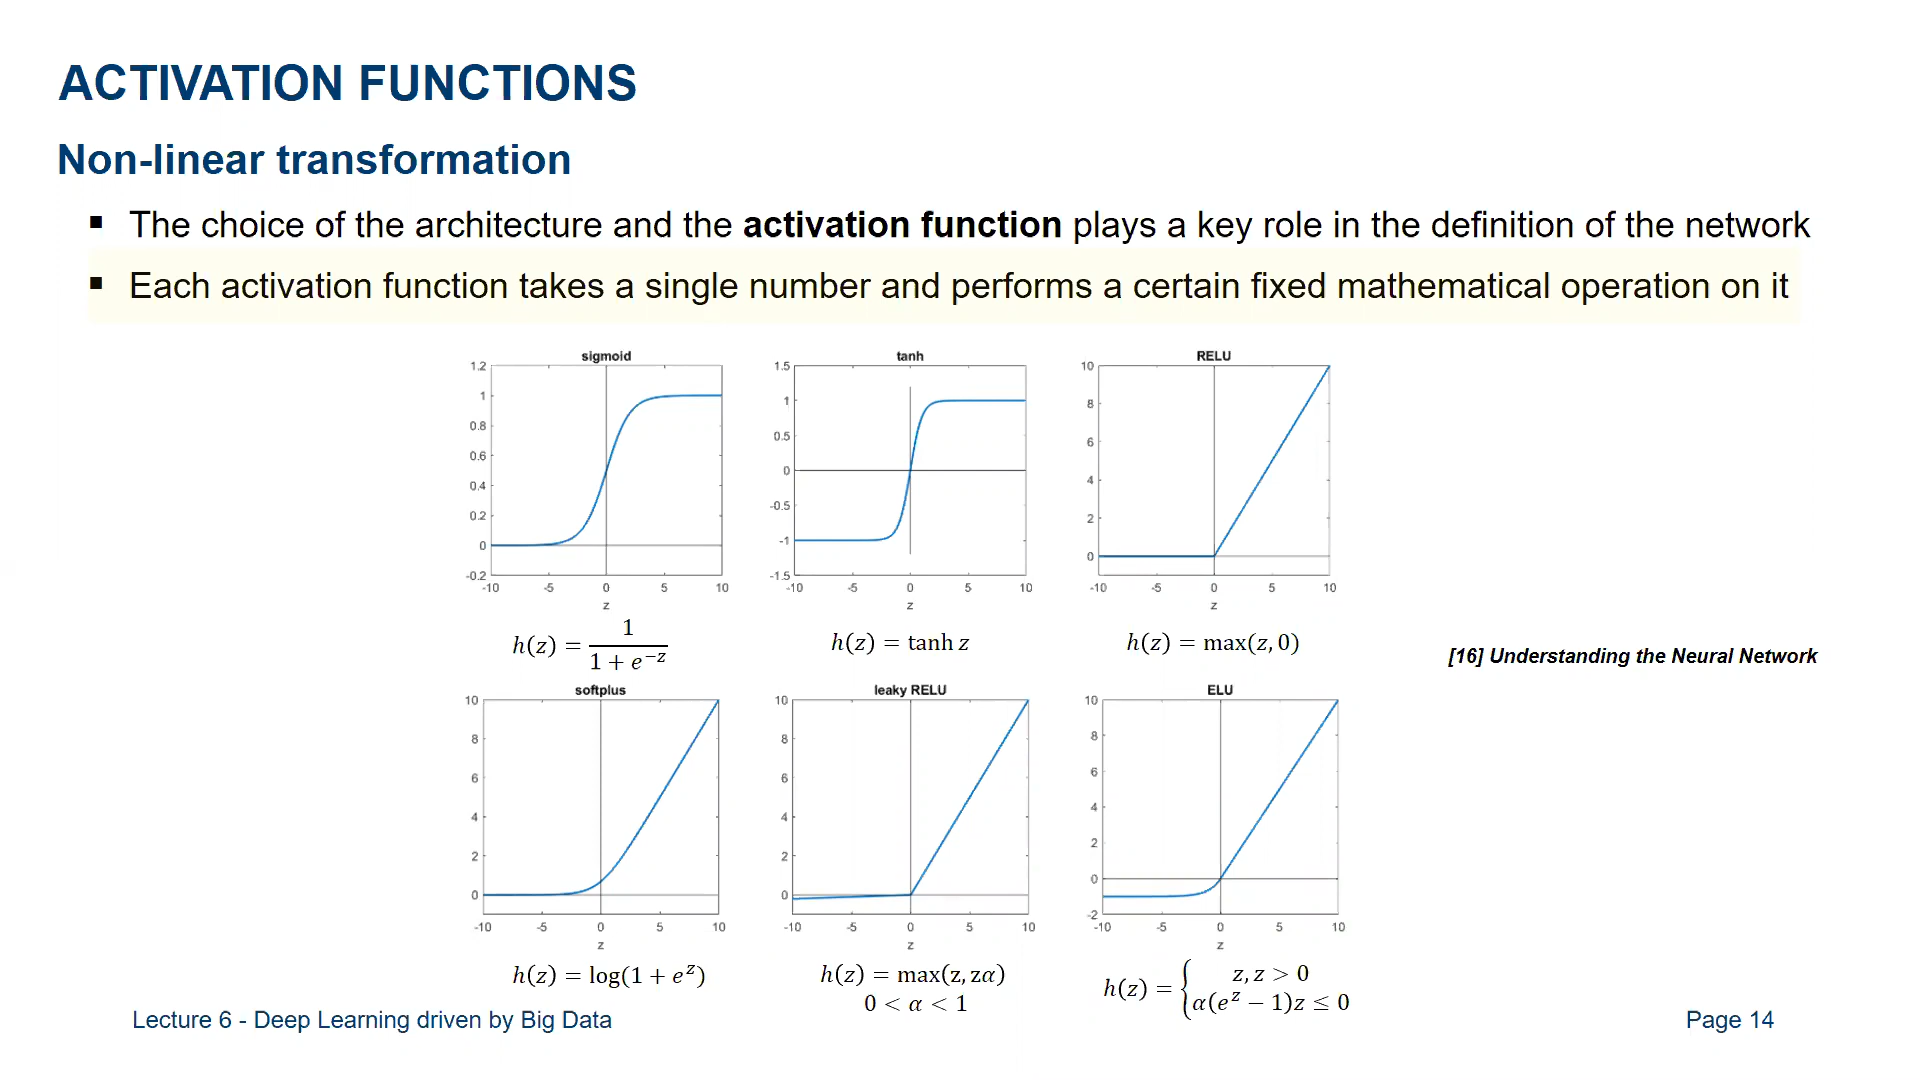 ACTIVATION FUNCTIONS
Non-linear transformation
▪ The choice of the architecture and the activation function plays a key role in the definition of the network
▪ Each activation function takes a single number and performs a certain fixed mathematical operation on it
sigmoid
1.2
1
0.8
0.6
0.4
0.2
0
-0.2
-10 -5 0 5 10
z
h(z) = 1 / (1 + e^{-z})
tanh
1.5
1
0.5
0
-0.5
-1
-1.5
-10 -5 0 5 10
z
h(z) = tanh z
RELU
10
8
6
4
2
0
-10 -5 0 5 10
z
h(z) = max(z, 0)
[16] Understanding the Neural Network
softplus
10
8
6
4
2
0
-10 -5 0 5 10
z
h(z) = log(1 + e^z)
leaky RELU
10
8
6
4
2
0
-10 -5 0 5 10
z
h(z) = max(z, zα)
0 < α < 1
ELU
10
8
6
4
2
0
-2
-10 -5 0 5 10
z
h(z) = { z, z > 0
α(e^z − 1)z ≤ 0
Lecture 6 - Deep Learning driven by Big Data
Page 14